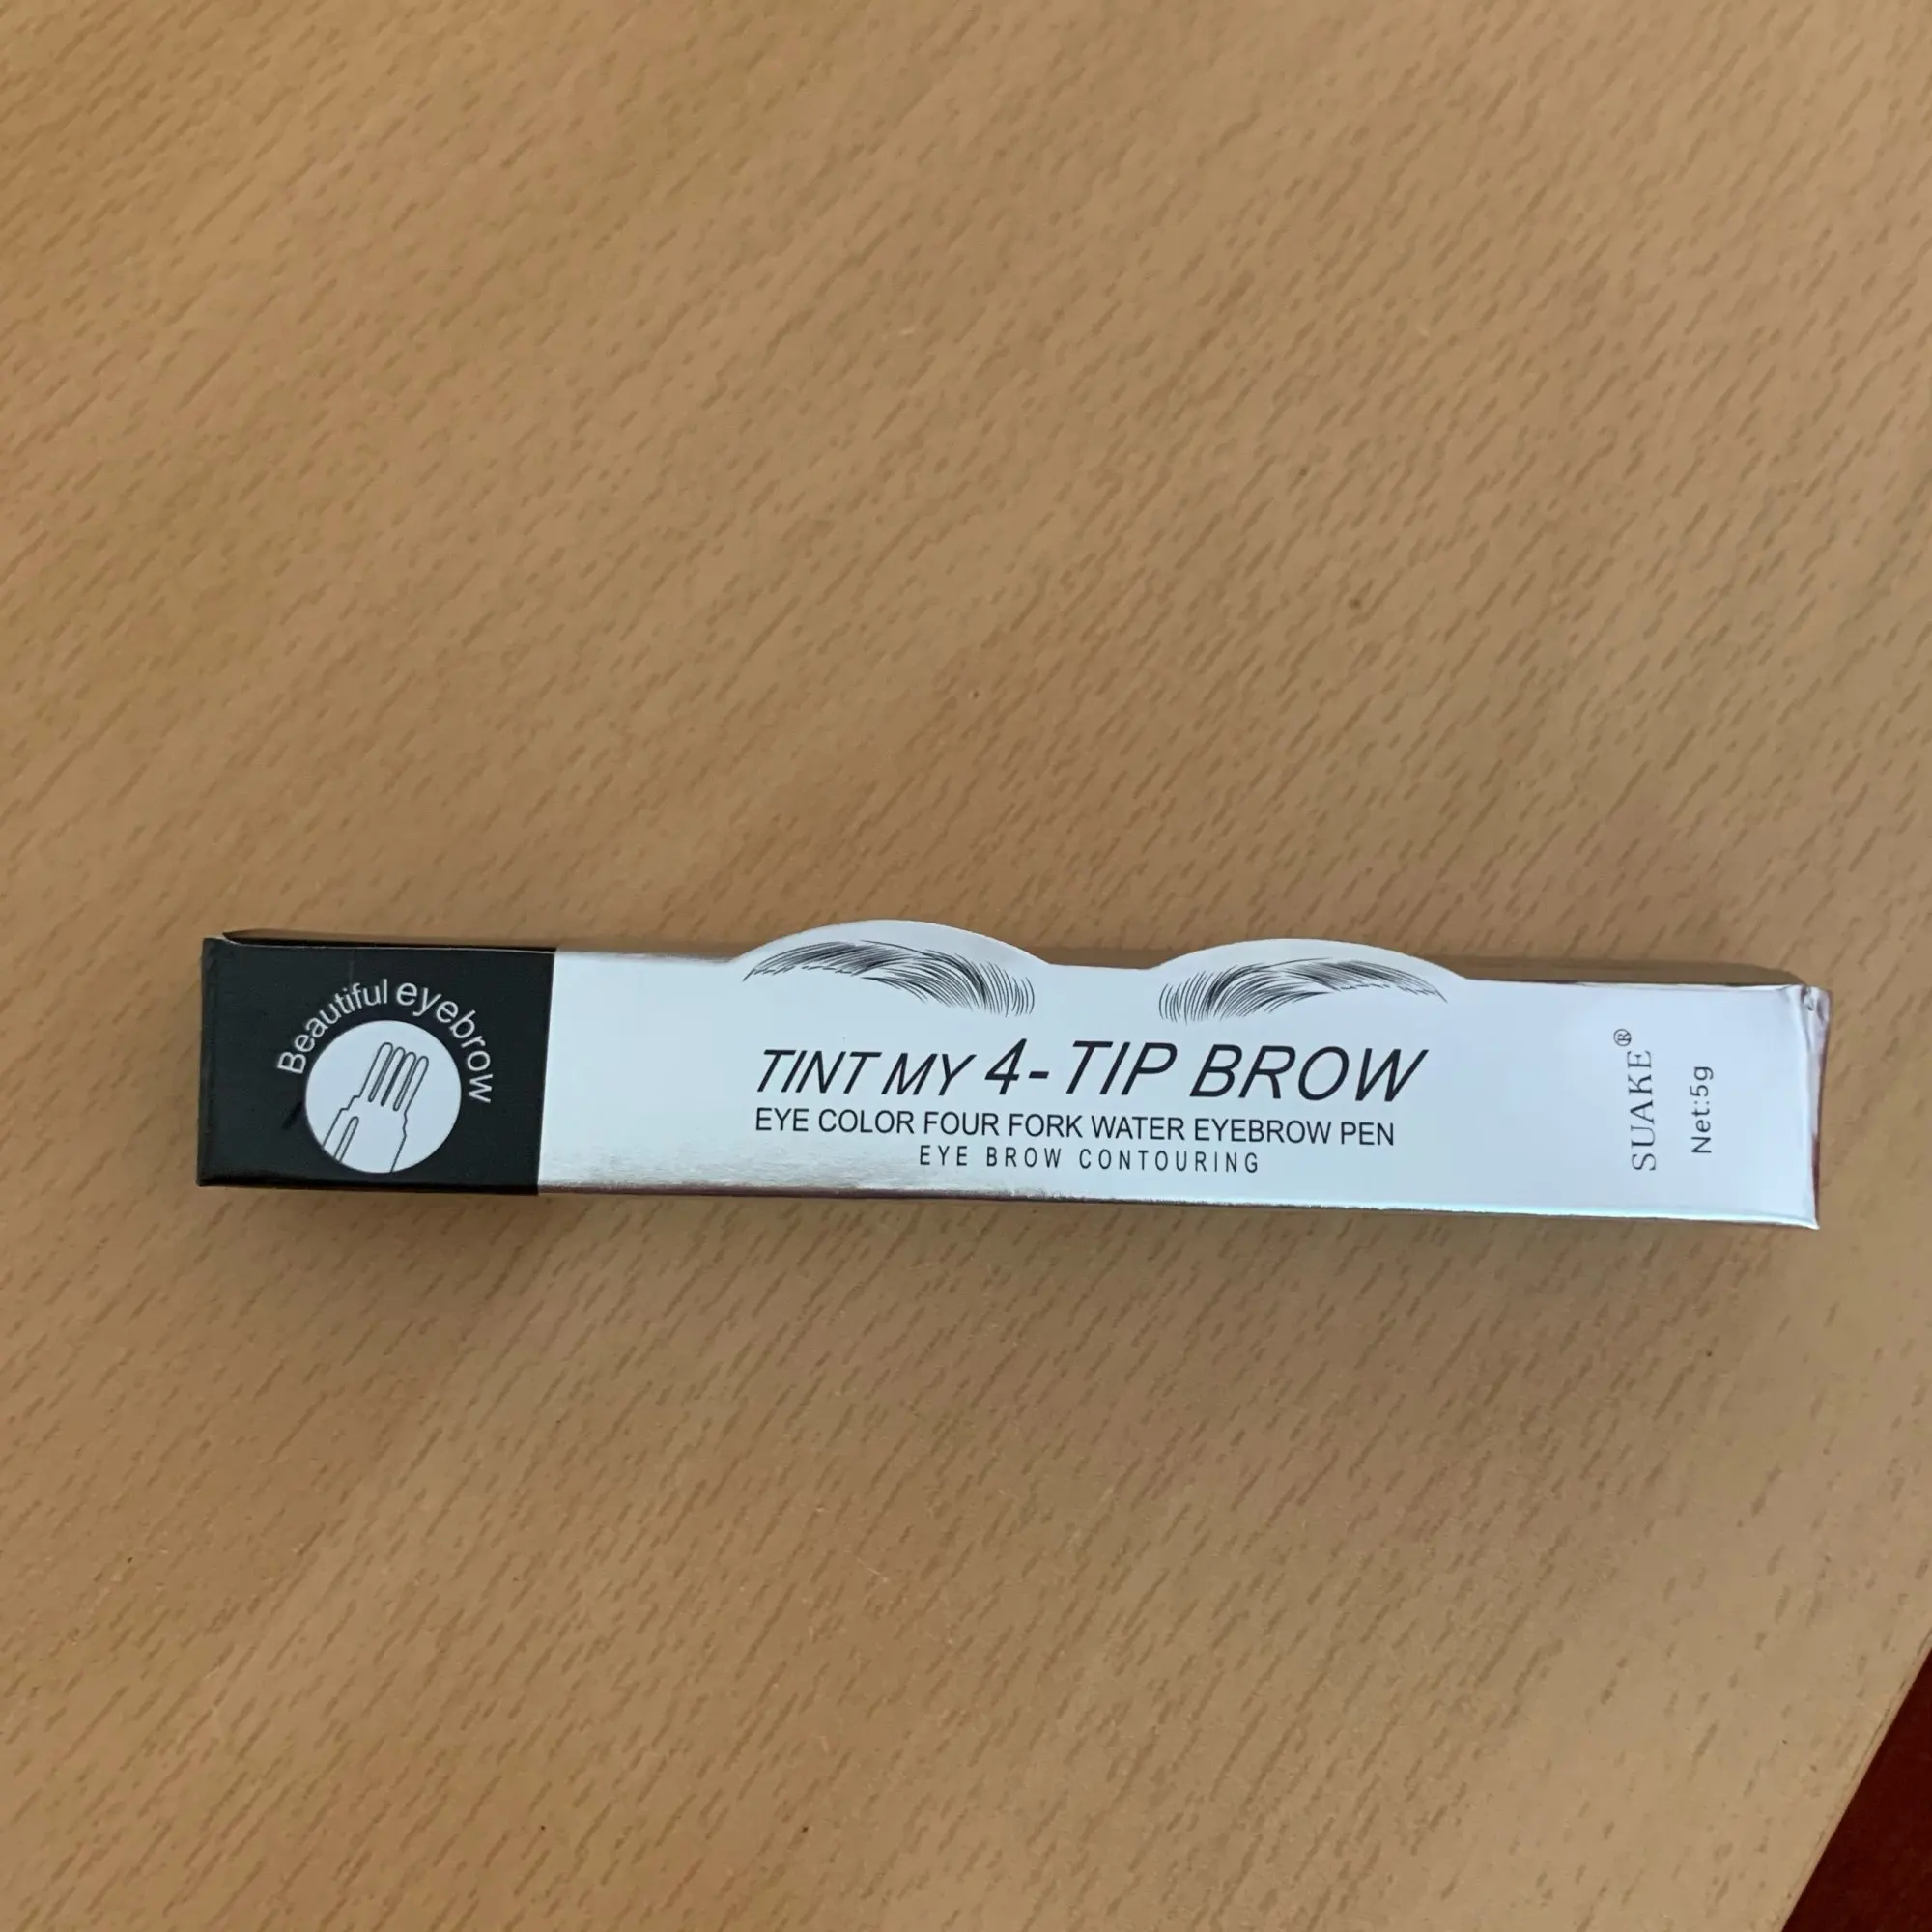 Beautiful eyebrow
TINT MY 4-TIP BROW
EYE COLOR FOUR FORK WATER EYEBROW PEN
EYE BROW CONTOURING
SUAKE®
Net:5g